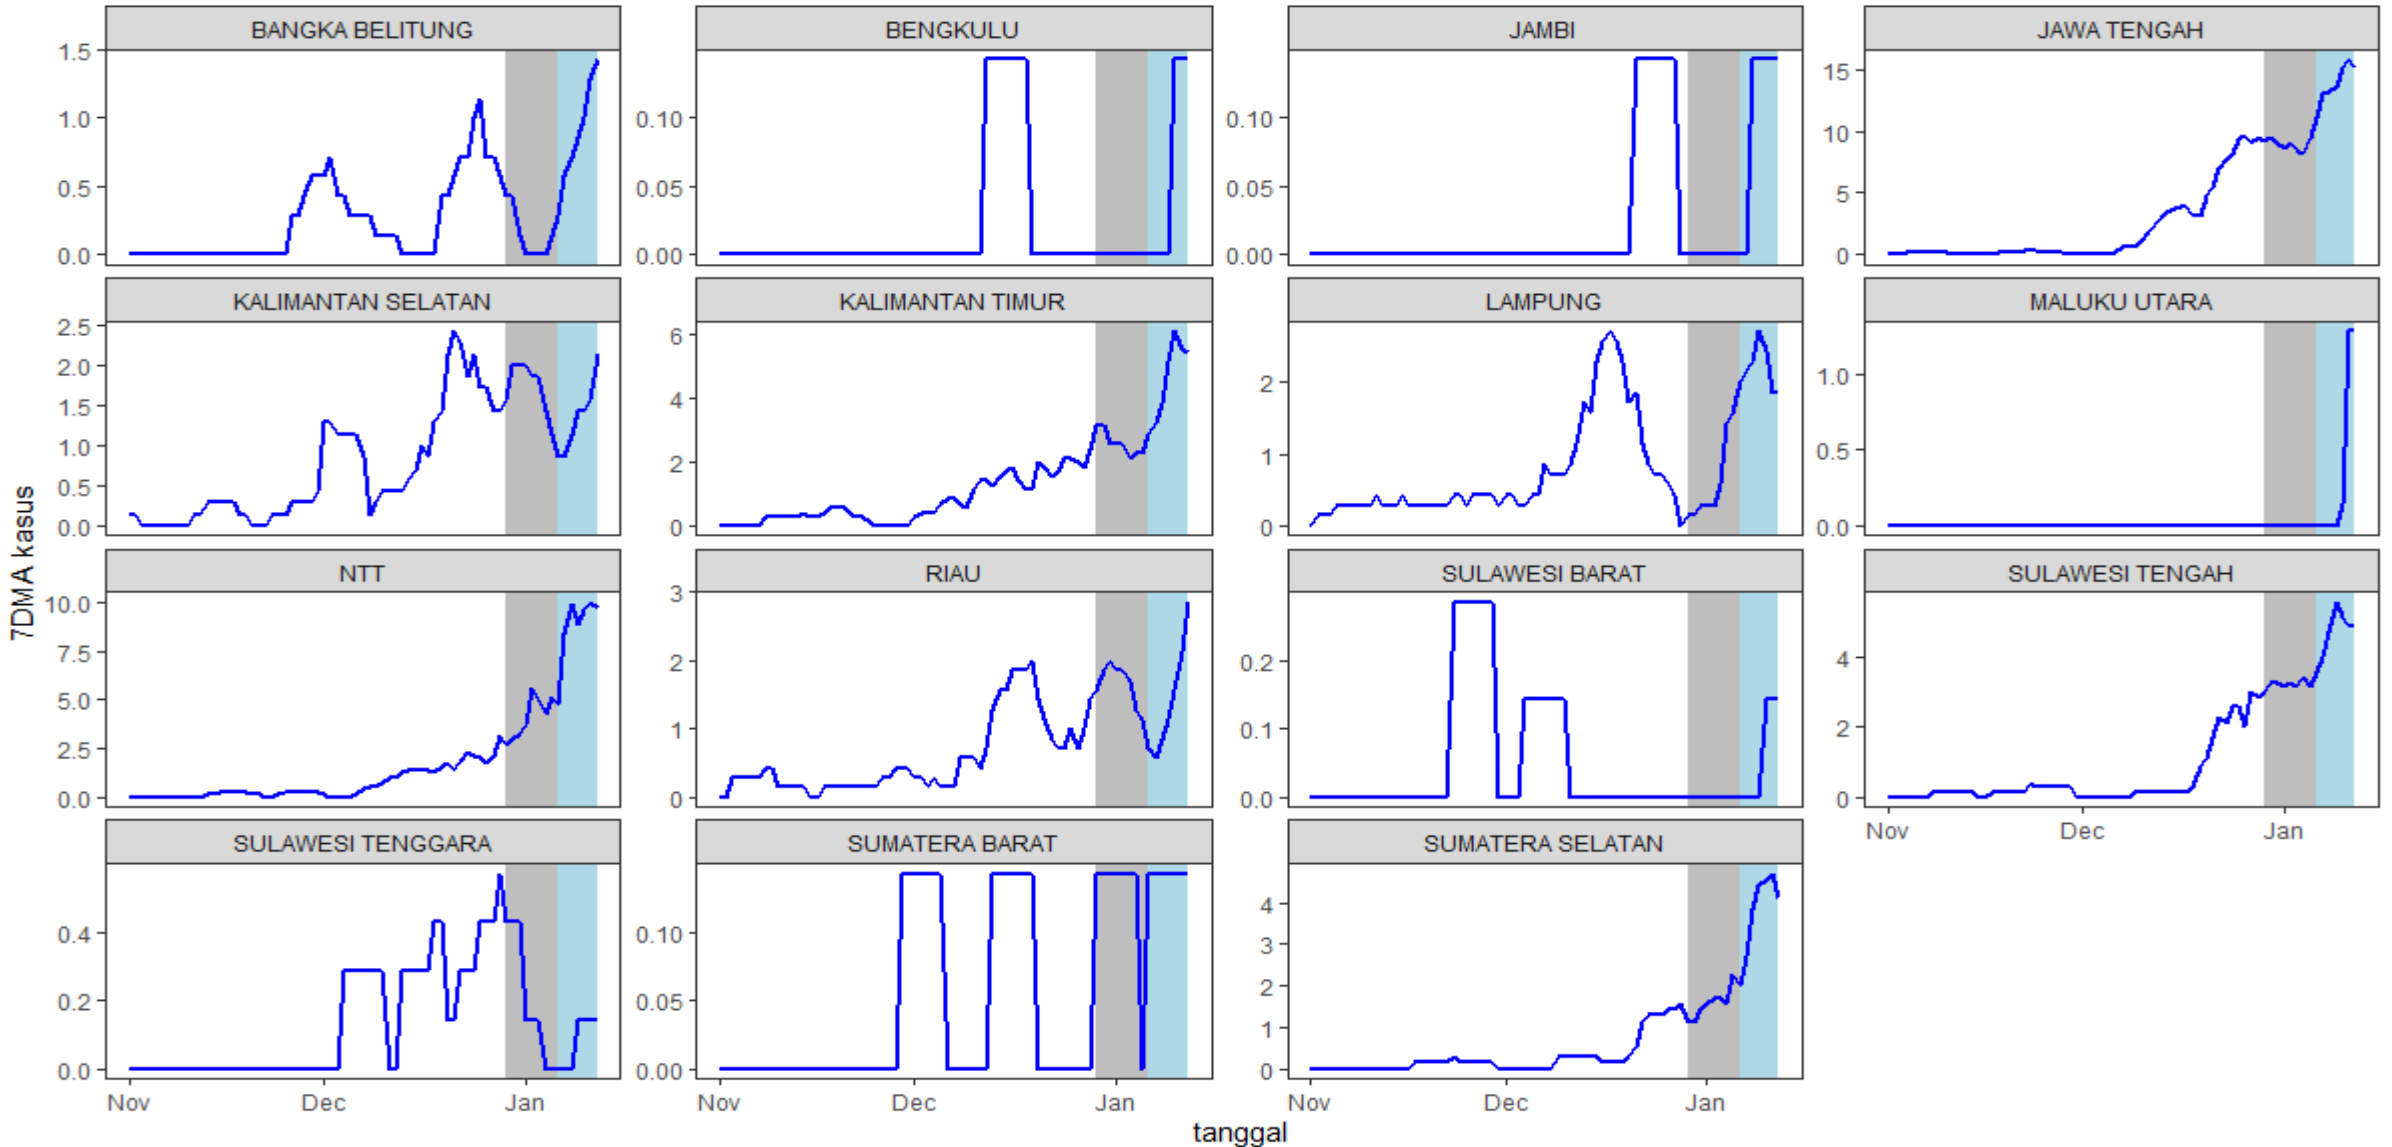 BANGKA BELITUNG
BENGKULU
JAMBI
JAWA TENGAH
1.5
1.0
0.5
0.0
0.10
0.05
0.00
0.10
0.05
0.00
15
10
5
0
KALIMANTAN SELATAN
KALIMANTAN TIMUR
LAMPUNG
MALUKU UTARA
2.5
2.0
1.5
1.0
0.5
0.0
6
4
2
0
2
1
0
1.0
0.5
0.0
7DMA kasus
NTT
RIAU
SULAWESI BARAT
SULAWESI TENGAH
10.0
7.5
5.0
2.5
0.0
3
2
1
0
0.2
0.1
0.0
4
2
0
Nov Dec Jan
SULAWESI TENGGARA
SUMATERA BARAT
SUMATERA SELATAN
0.4
0.2
0.0
0.10
0.05
0.00
4
3
2
1
0
Nov Dec Jan
Nov Dec Jan
Nov Dec Jan
tanggal